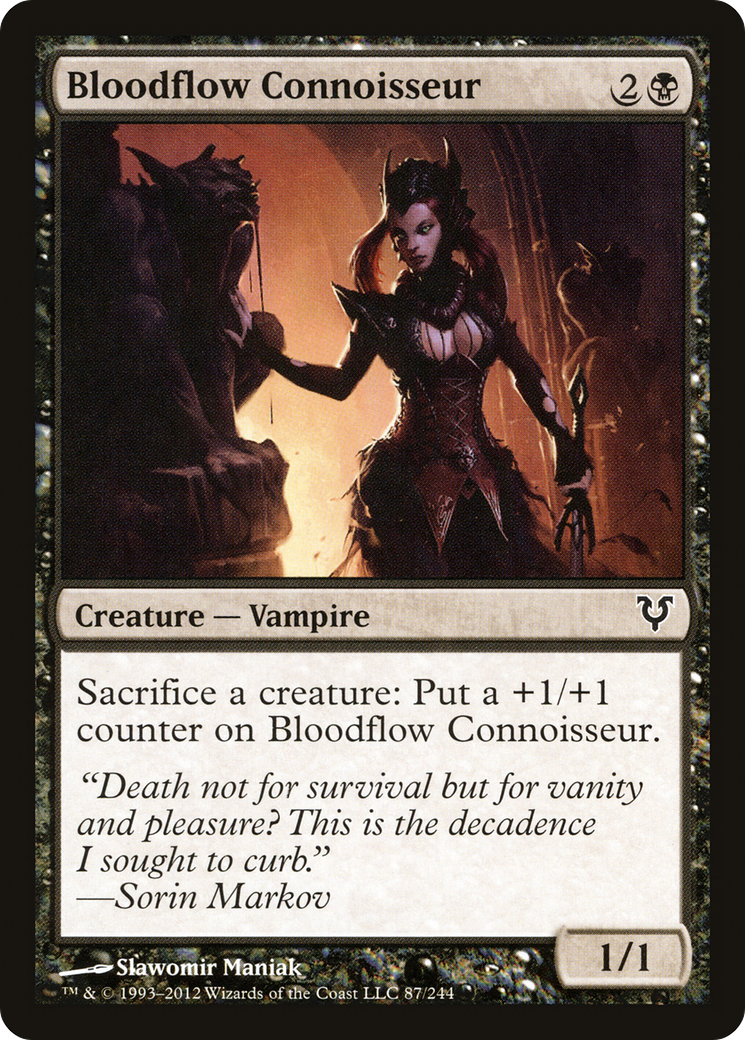 Bloodflow Connoisseur 2
Creature — Vampire
Sacrifice a creature: Put a +1/+1
counter on Bloodflow Connoisseur.
“Death not for survival but for vanity
and pleasure? This is the decadence
I sought to curb.”
—Sorin Markov
1/1
Slawomir Maniak
™ & © 1993–2012 Wizards of the Coast LLC 87/244